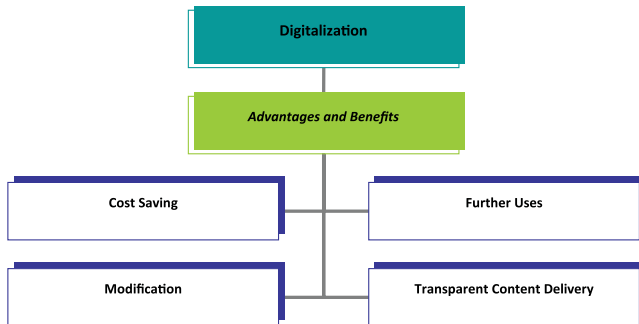 Digitalization
Advantages and Benefits
Cost Saving
Further Uses
Modification
Transparent Content Delivery